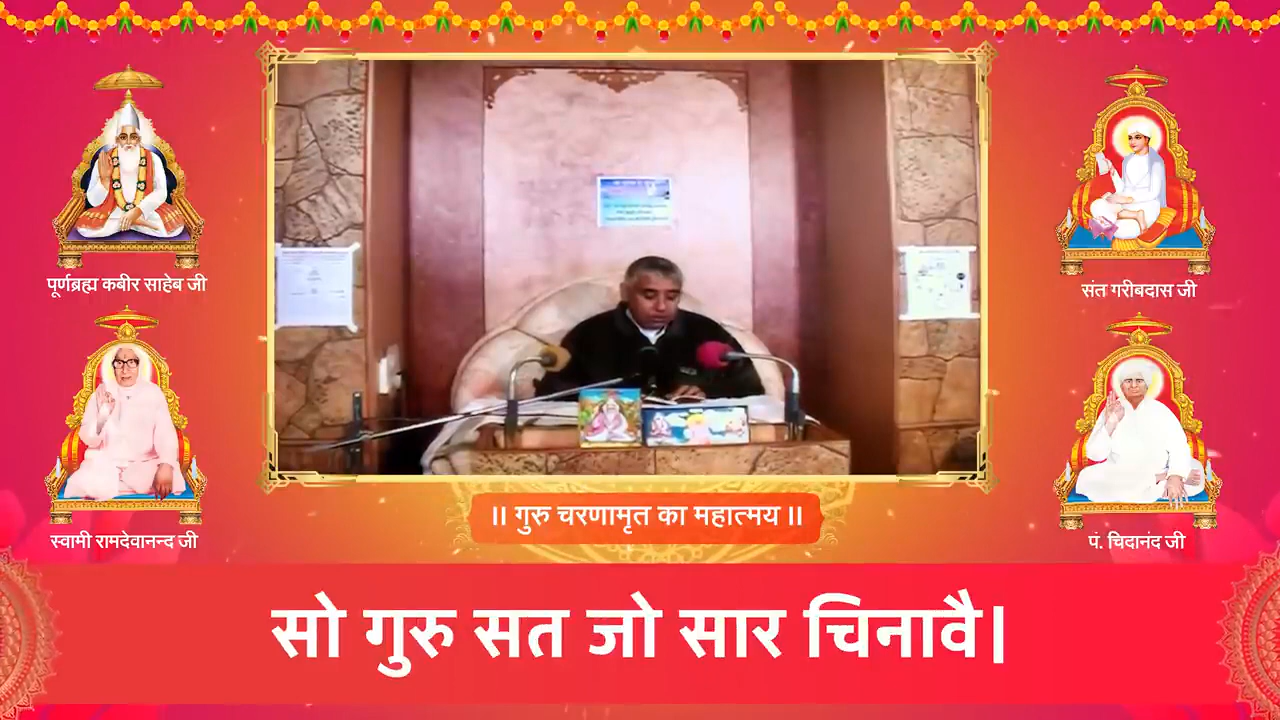 पूर्णब्रह्म कबीर साहेब जी
संत गरीबदास जी
स्वामी रामदेवानन्द जी
पं. चिदानंद जी
॥ गुरु चरणामृत का महात्मय ॥
सो गुरु सत जो सार चिनावै|